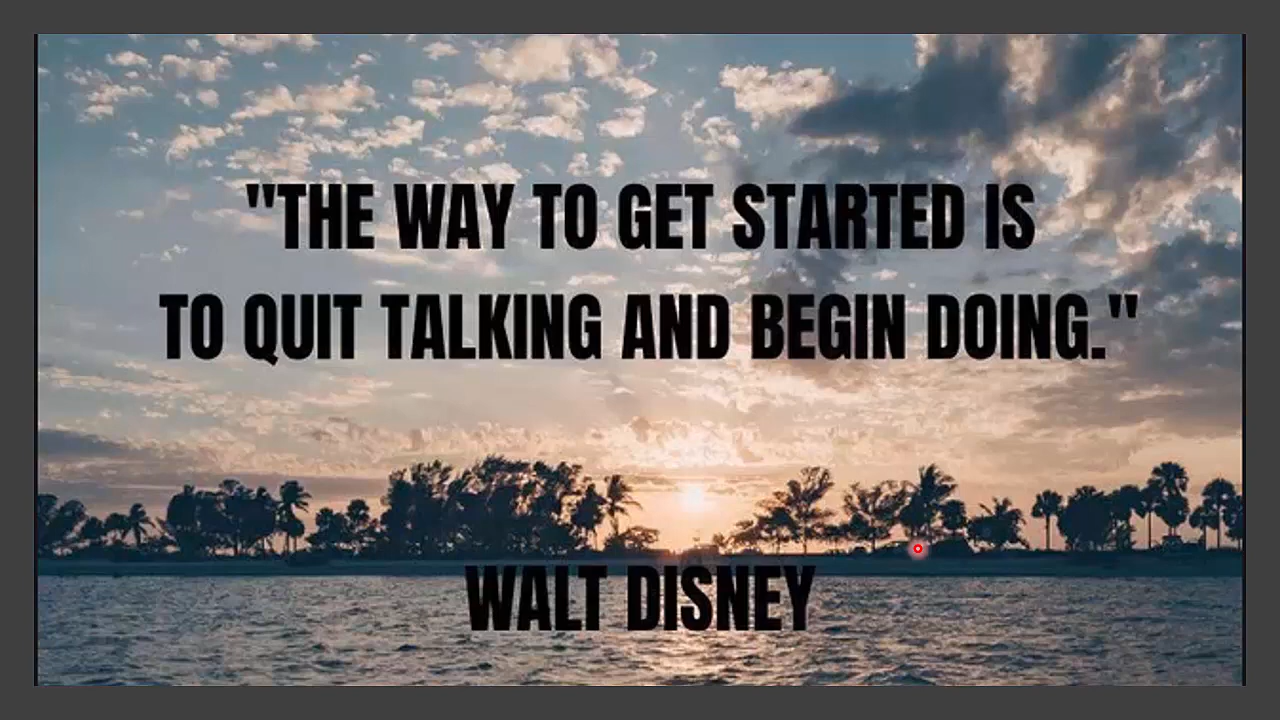 "THE WAY TO GET STARTED IS
TO QUIT TALKING AND BEGIN DOING."
WALT DISNEY